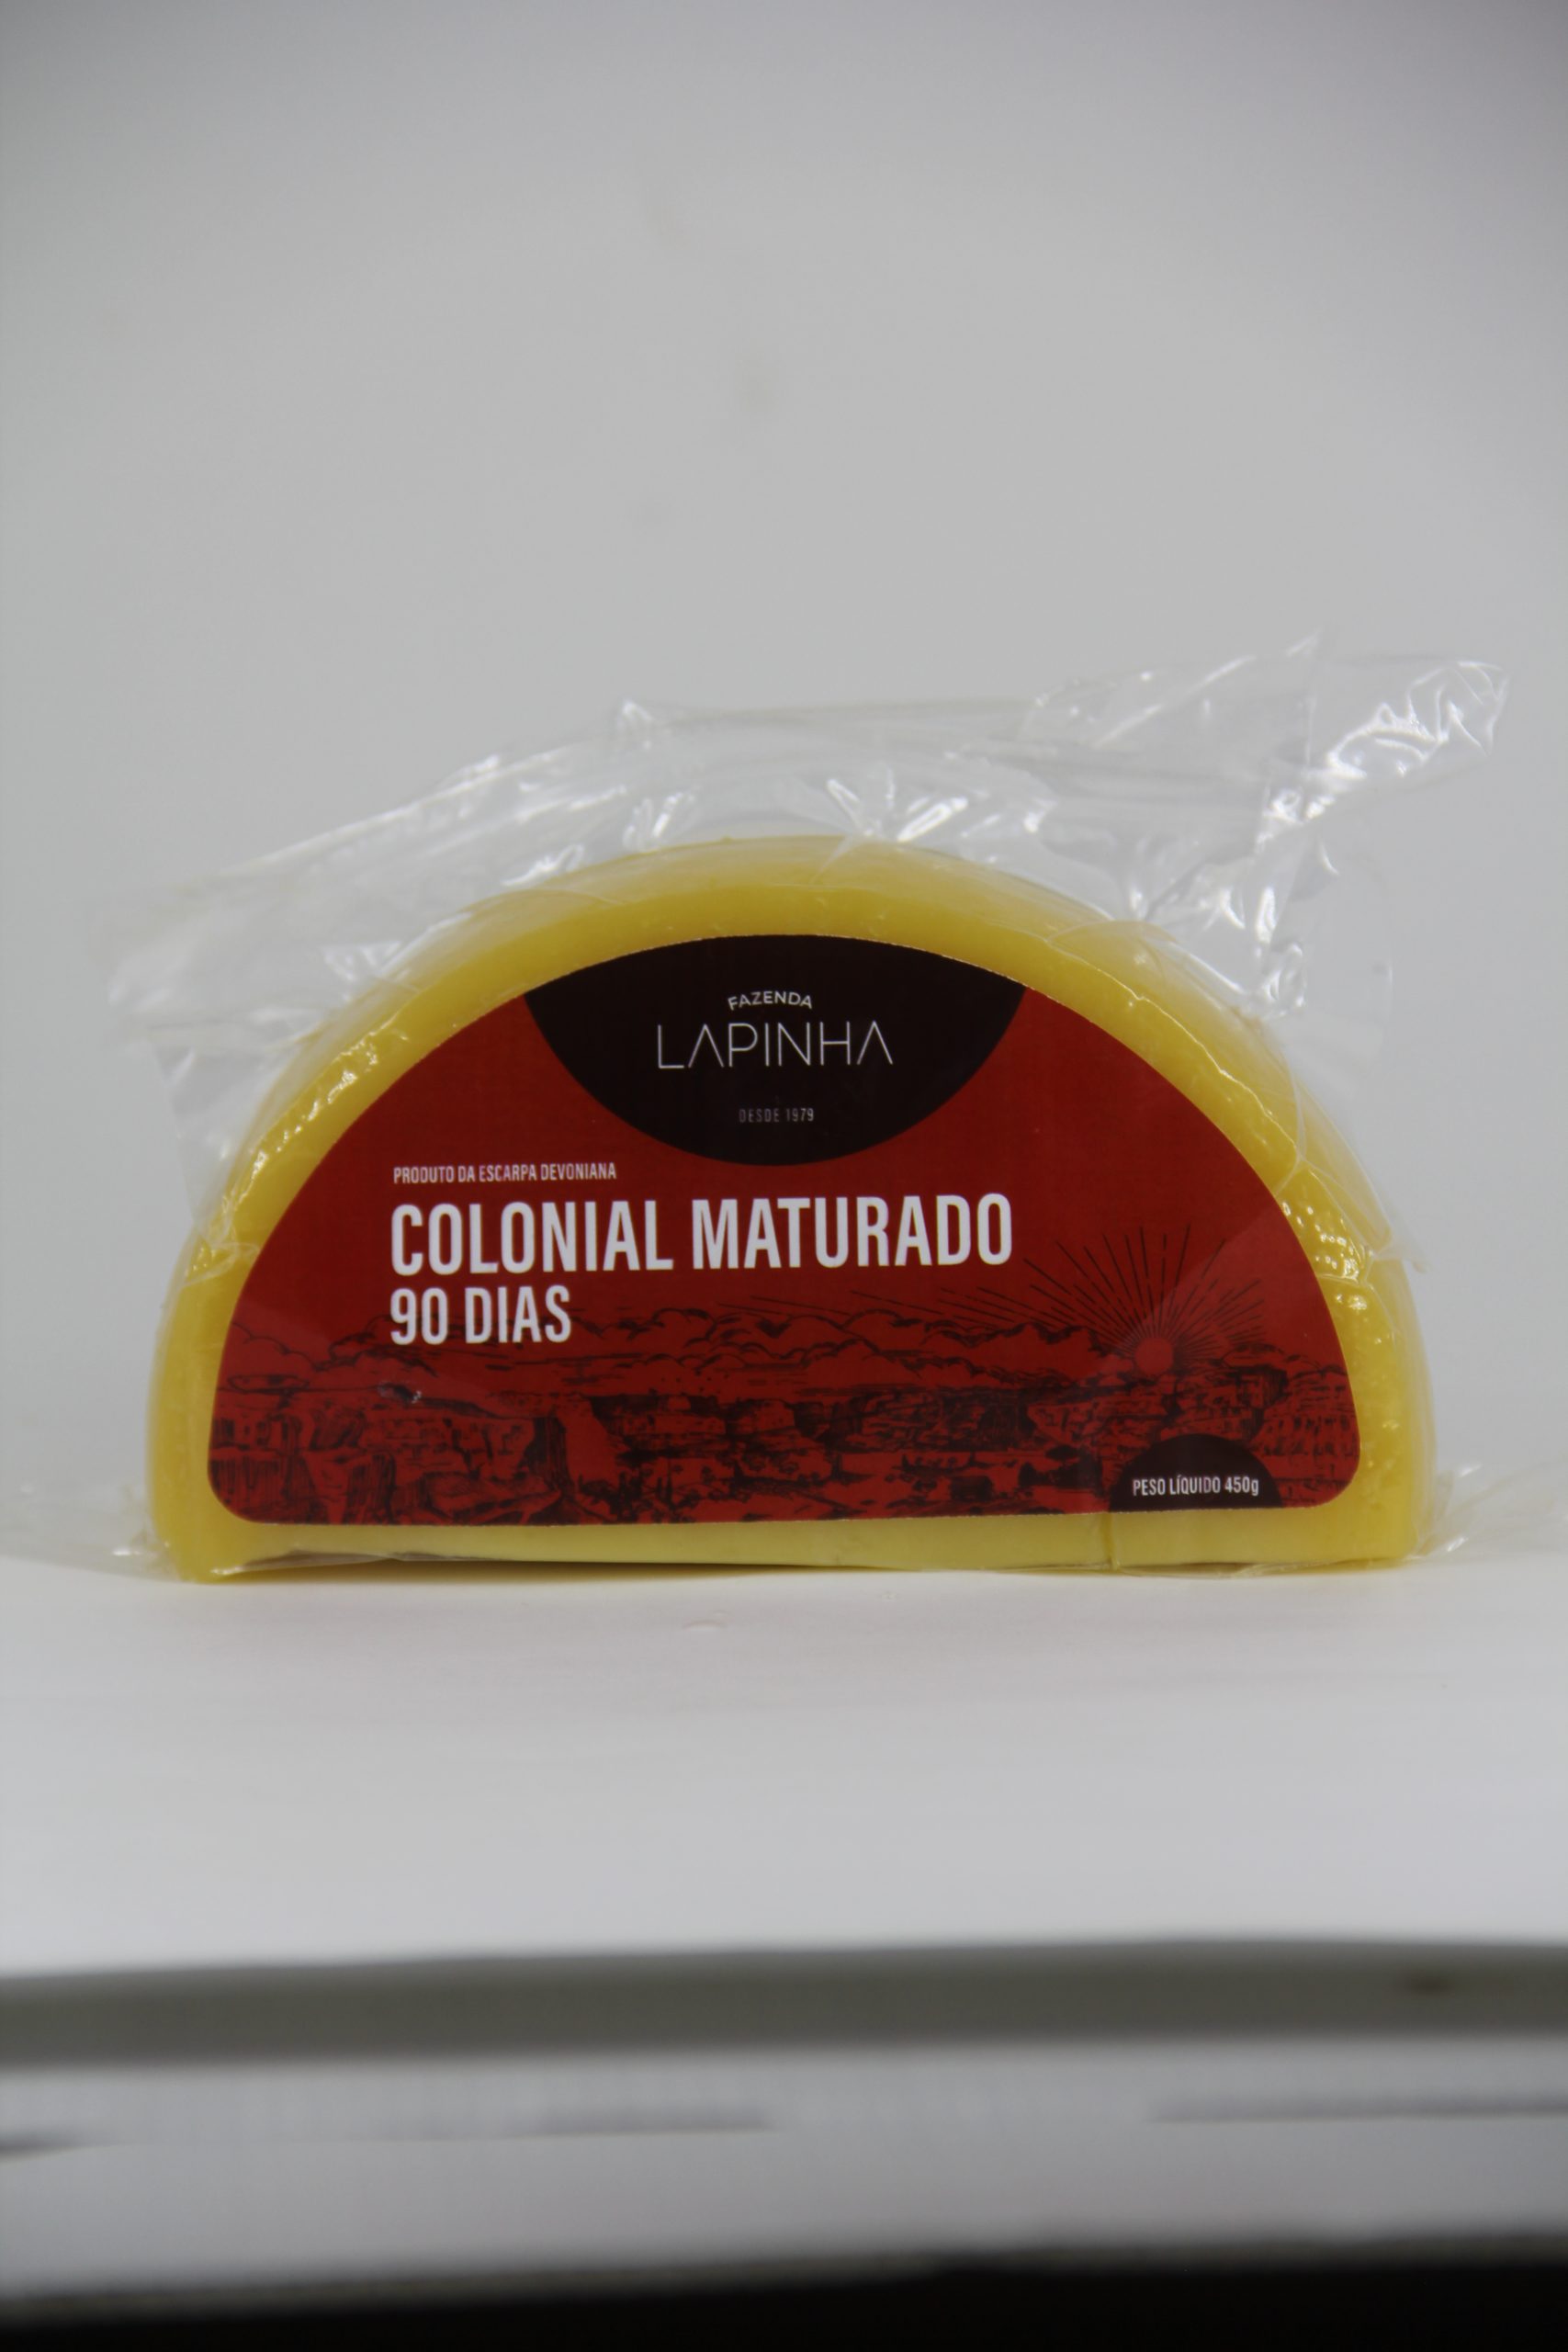 FAZENDA
LAPINHA
DESDE 1979
PRODUTO DA ESCARPA DEVONIANA
COLONIAL MATURADO
90 DIAS
PESO LÍQUIDO 450g